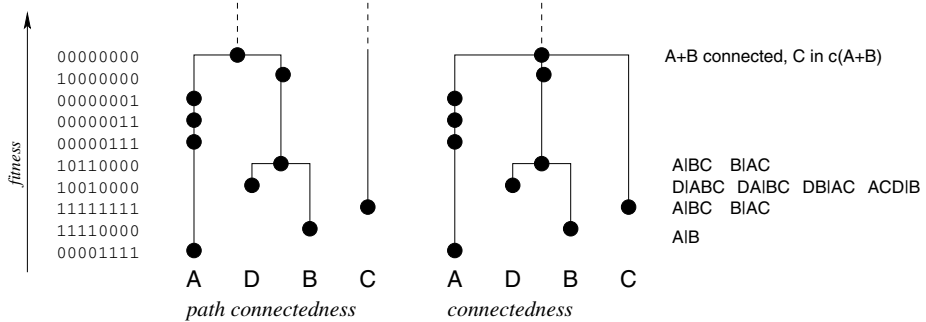 00000000 A+B connected, C in c(A+B)
10000000
00000001
00000011
00000111
10110000 A|BC B|AC
10010000 D|ABC DA|BC DB|AC ACD|B
11111111 A|BC B|AC
11110000
A|B
00001111
fitness
A D B C A D B C
path connectedness connectedness